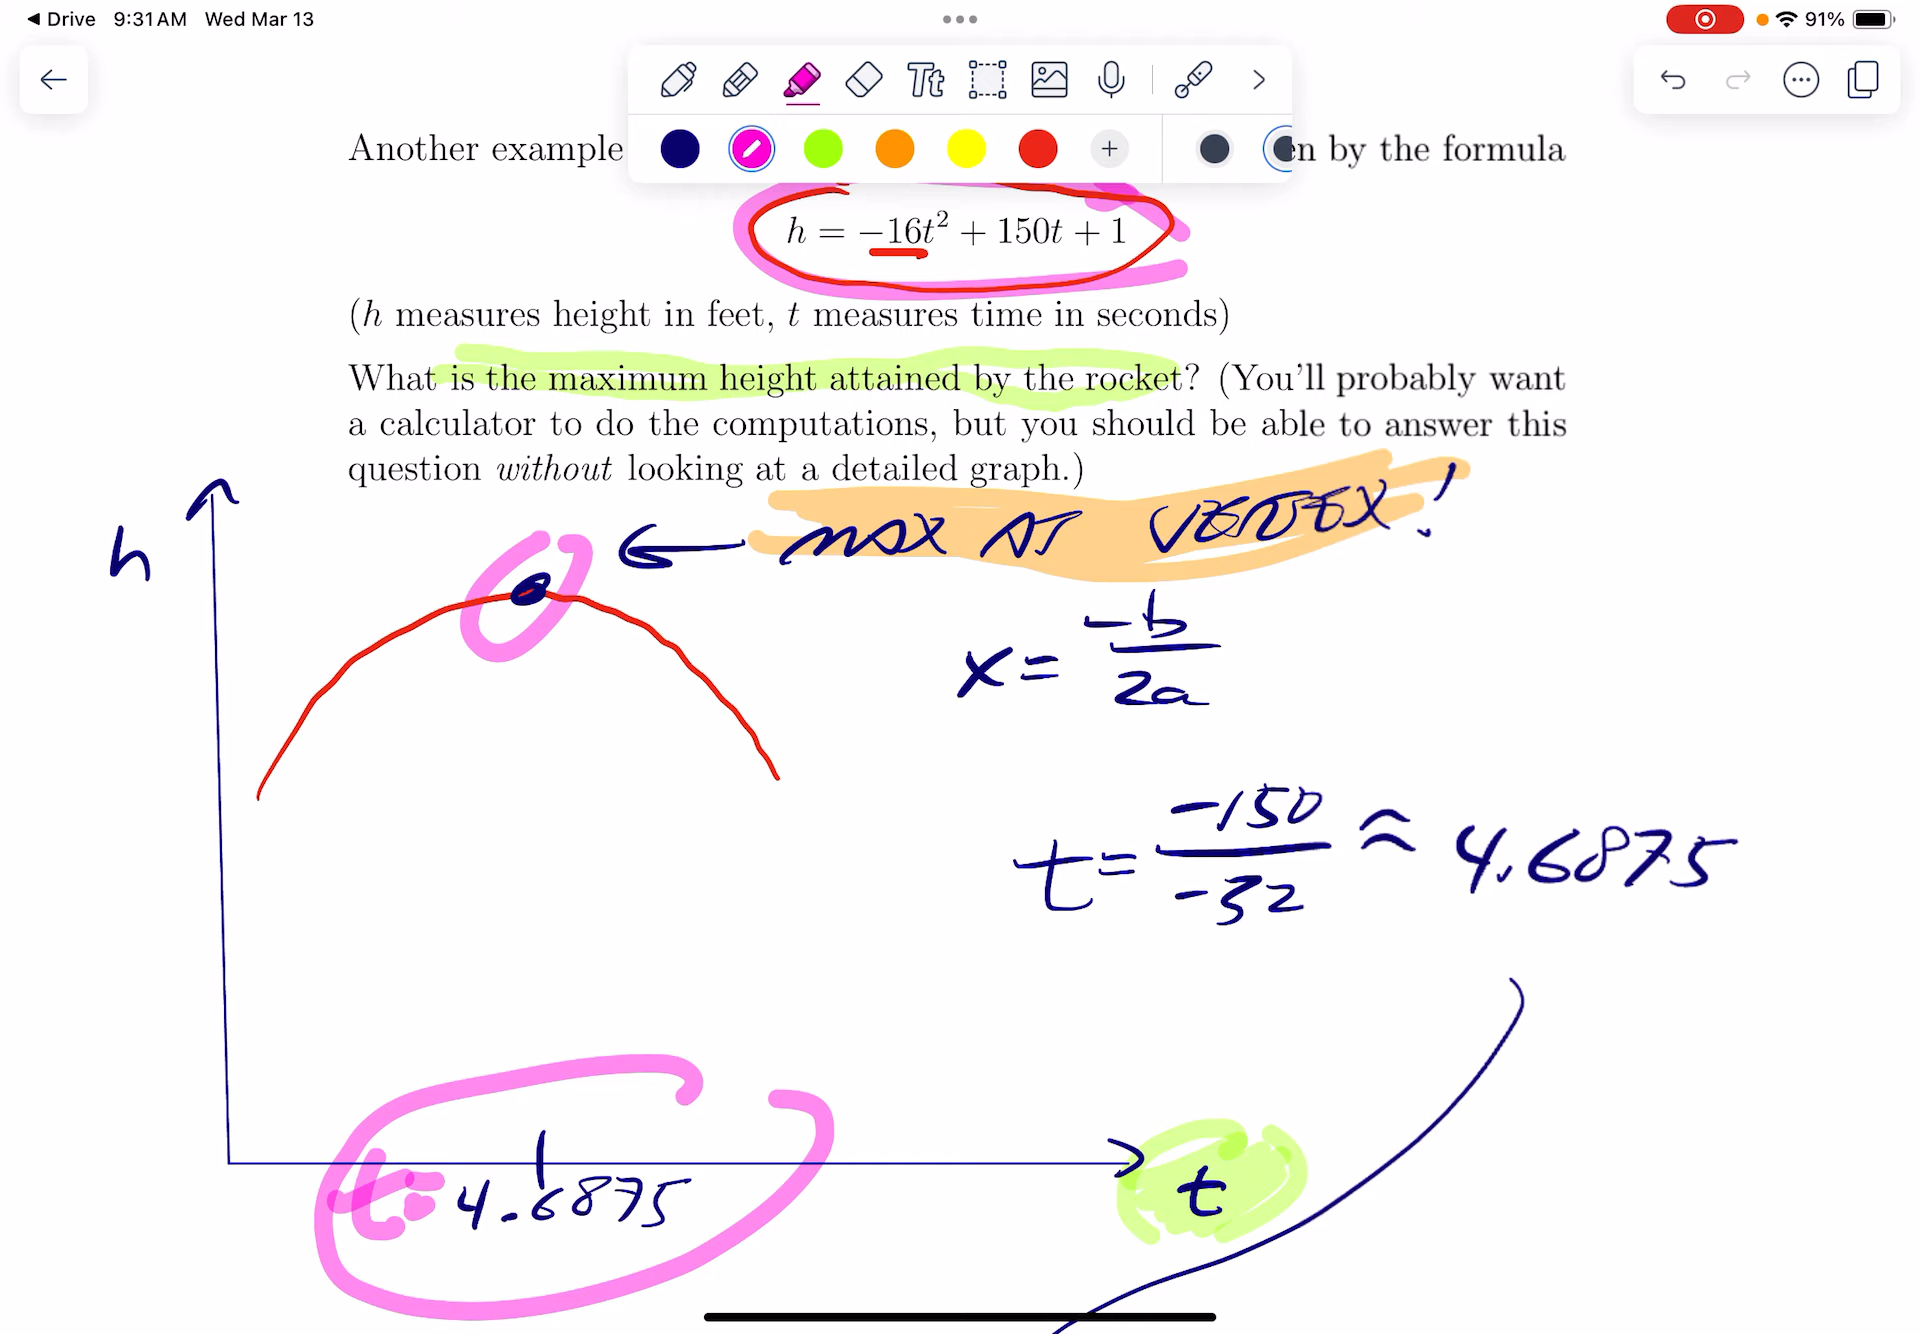 Drive 9:31 AM Wed Mar 13
91%
Tt
Another example
en by the formula
h = −16t² + 150t + 1
(h measures height in feet, t measures time in seconds)
What is the maximum height attained by the rocket? (You'll probably want
a calculator to do the computations, but you should be able to answer this
question without looking at a detailed graph.)
h
MAX AT VERTEX!
x = -b/2a
t = -150/-32 ≈ 4.6875
t = 4.6875
t